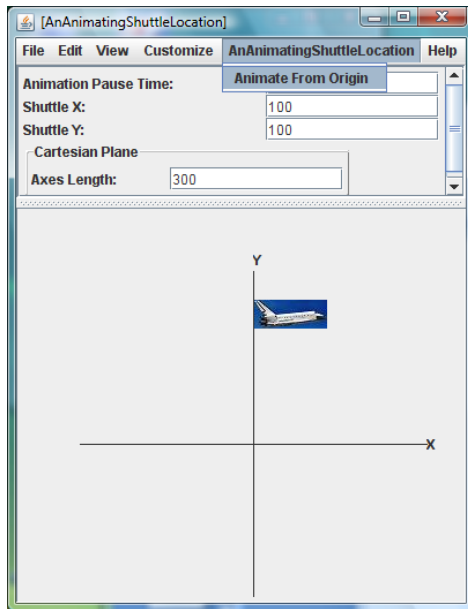 [AnAnimatingShuttleLocation]
File Edit View Customize AnAnimatingShuttleLocation Help
Animate From Origin
Animation Pause Time:
Shuttle X: 100
Shuttle Y: 100
Cartesian Plane
Axes Length: 300
Y
X